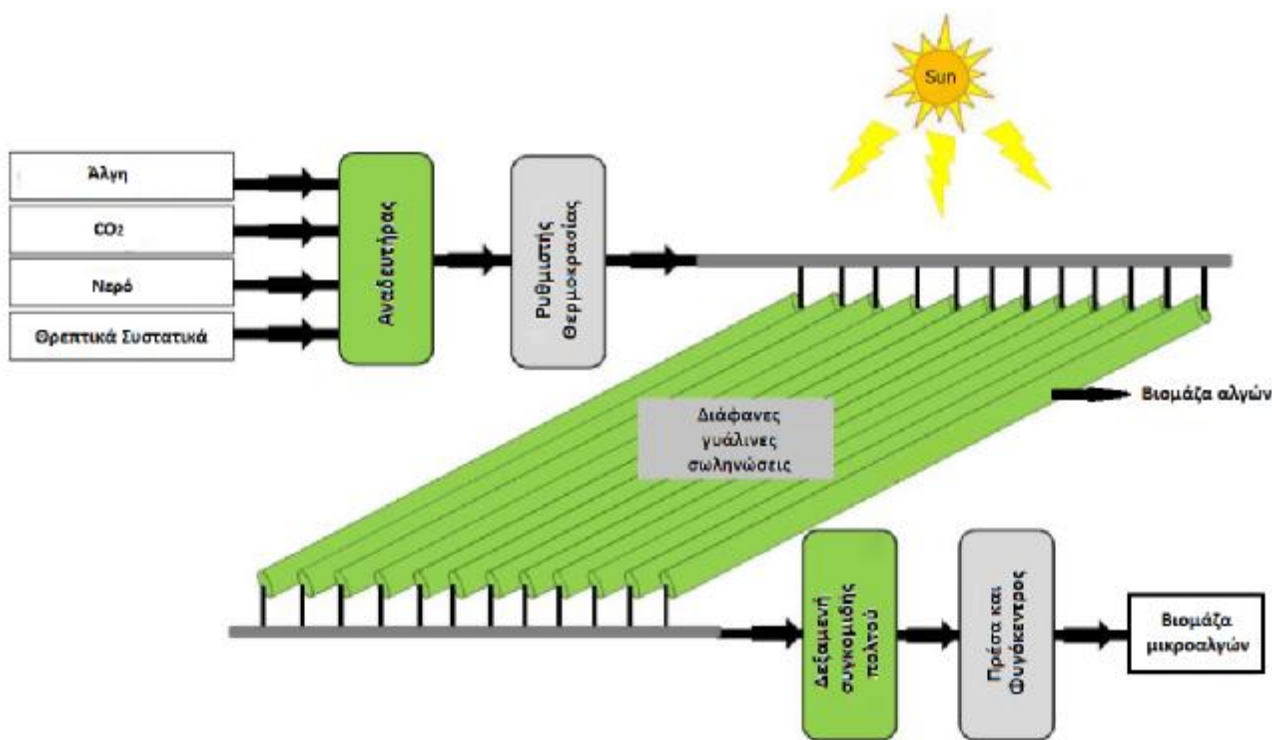 Sun
Άλγη
CO2
Νερό
Θρεπτικά Συστατικά
Αναδευτήρας
Ρυθμιστής
Θερμοκρασίας
Διάφανες
γυάλινες
σωληνώσεις
Βιομάζα αλγών
Δεξαμενή
συγκομιδής
πολτού
Πρέσα και
Φυγόκεντρος
Βιομάζα
μικροαλγών